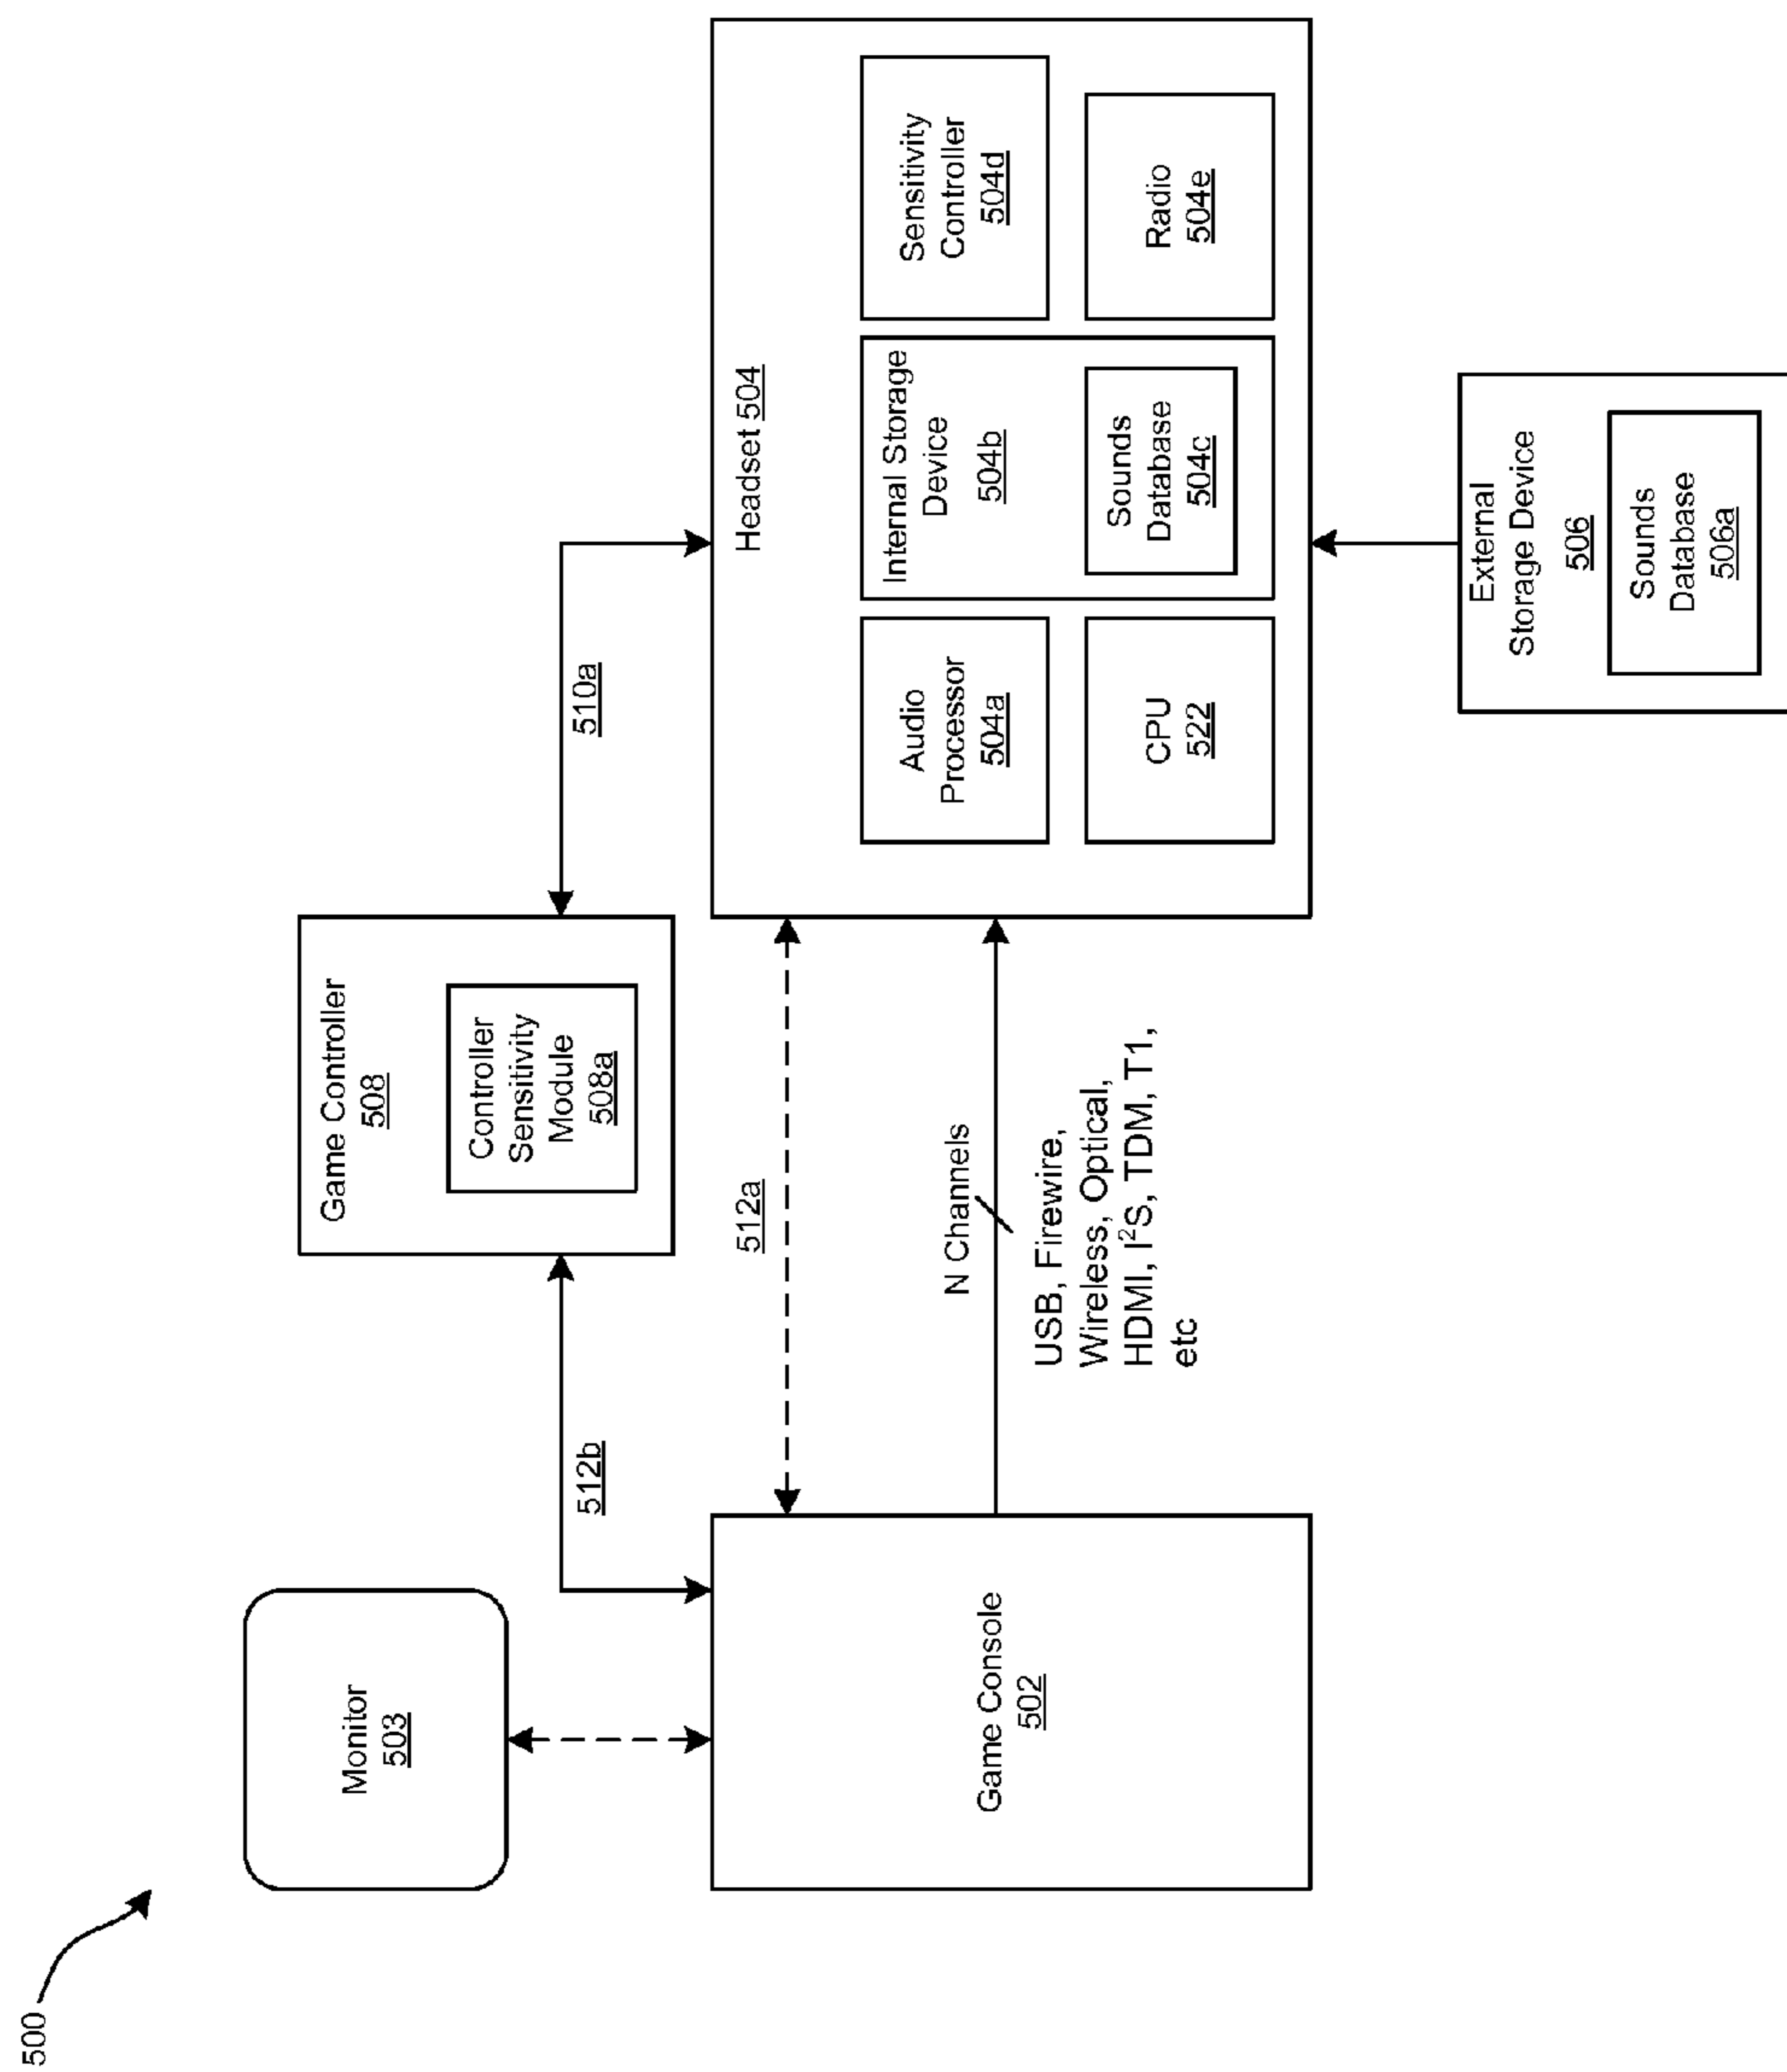 500
Monitor
503
Game Console
502
512b
Game Controller
508
Controller
Sensitivity
Module
508a
510a
512a
N Channels
USB, Firewire,
Wireless, Optical,
HDMI, I²S, TDM, T1,
etc
Headset 504
Audio
Processor
504a
CPU
522
Internal Storage
Device
504b
Sounds
Database
504c
Sensitivity
Controller
504d
Radio
504e
External
Storage Device
506
Sounds
Database
506a